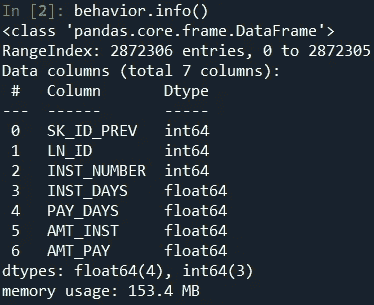 In [2]: behavior.info()
<class 'pandas.core.frame.DataFrame'>
RangeIndex: 2872306 entries, 0 to 2872305
Data columns (total 7 columns):
 #   Column       Dtype
---  ------       -----
 0   SK_ID_PREV   int64
 1   LN_ID        int64
 2   INST_NUMBER  int64
 3   INST_DAYS    float64
 4   PAY_DAYS     float64
 5   AMT_INST     float64
 6   AMT_PAY      float64
dtypes: float64(4), int64(3)
memory usage: 153.4 MB